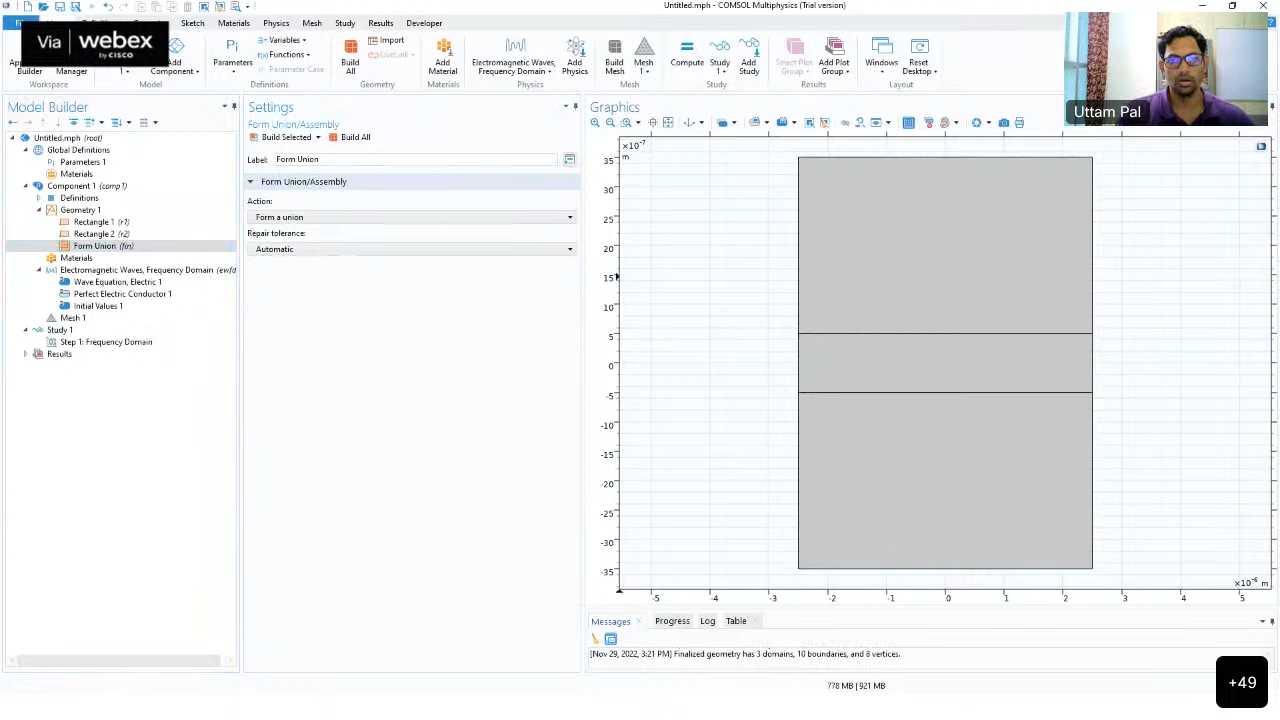 Untitled.mph - COMSOL Multiphysics (Trial version)
Sketch Materials Physics Mesh Study Results Developer
Via webex by CISCO
Builder Manager 1 Component
Workspace Model
Parameters
Variables
Functions
Parameter Case
Definitions
Build All
Import
LiveLink
Geometry
Add Material
Materials
Electromagnetic Waves, Frequency Domain
Add Physics
Physics
Build Mesh
Mesh 1
Mesh
Compute
Study 1
Add Study
Study
Select Plot Group
Add Plot Group
Results
Windows
Reset Desktop
Layout
Uttam Pal
Model Builder
Untitled.mph (root)
Global Definitions
Parameters 1
Materials
Component 1 (comp1)
Definitions
Geometry 1
Rectangle 1 (r1)
Rectangle 2 (r2)
Form Union (fin)
Materials
Electromagnetic Waves, Frequency Domain (ewfd
Wave Equation, Electric 1
Perfect Electric Conductor 1
Initial Values 1
Mesh 1
Study 1
Step 1: Frequency Domain
Results
Settings
Form Union/Assembly
Build Selected Build All
Label: Form Union
Form Union/Assembly
Action:
Form a union
Repair tolerance:
Automatic
Graphics
×10⁻⁷
m
35
30
25
20
15
10
5
0
-5
-10
-15
-20
-25
-30
-35
×10⁻⁶ m
-5 -4 -3 -2 -1 0 1 2 3 4 5
Messages Progress Log Table
[Nov 29, 2022, 3:21 PM] Finalized geometry has 3 domains, 10 boundaries, and 8 vertices.
778 MB | 921 MB
+49